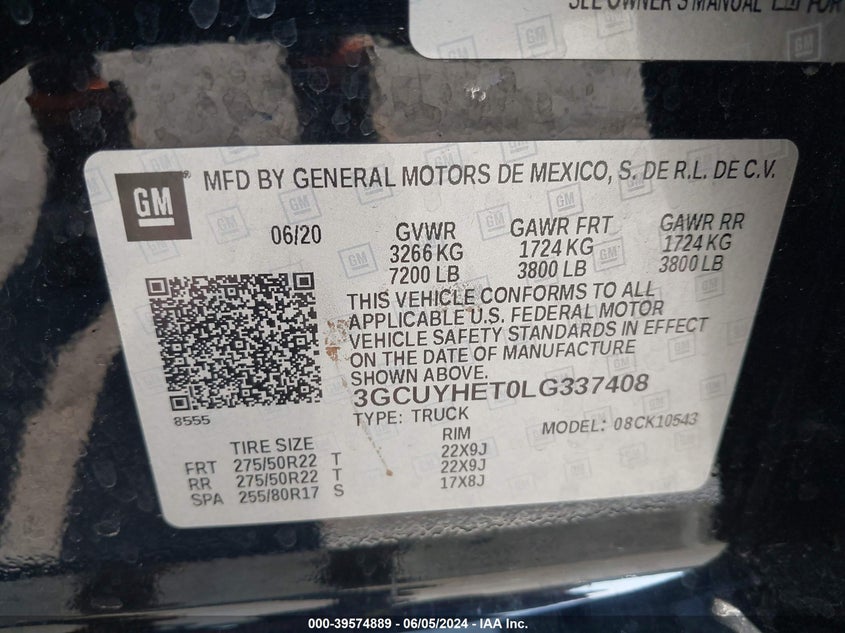 SEE OWNER'S MANUAL FOR
GM
MFD BY GENERAL MOTORS DE MEXICO, S. DE R.L. DE C.V.
06/20 GVWR GAWR FRT GAWR RR
3266 KG 1724 KG 1724 KG
7200 LB 3800 LB 3800 LB
THIS VEHICLE CONFORMS TO ALL
APPLICABLE U.S. FEDERAL MOTOR
VEHICLE SAFETY STANDARDS IN EFFECT
ON THE DATE OF MANUFACTURE
SHOWN ABOVE.
3GCUYHET0LG337408
8555
TYPE: TRUCK MODEL: 08CK10543
TIRE SIZE RIM
FRT 275/50R22 T 22X9J
RR 275/50R22 T 22X9J
SPA 255/80R17 S 17X8J
000-39574889 - 06/05/2024 - IAA Inc.